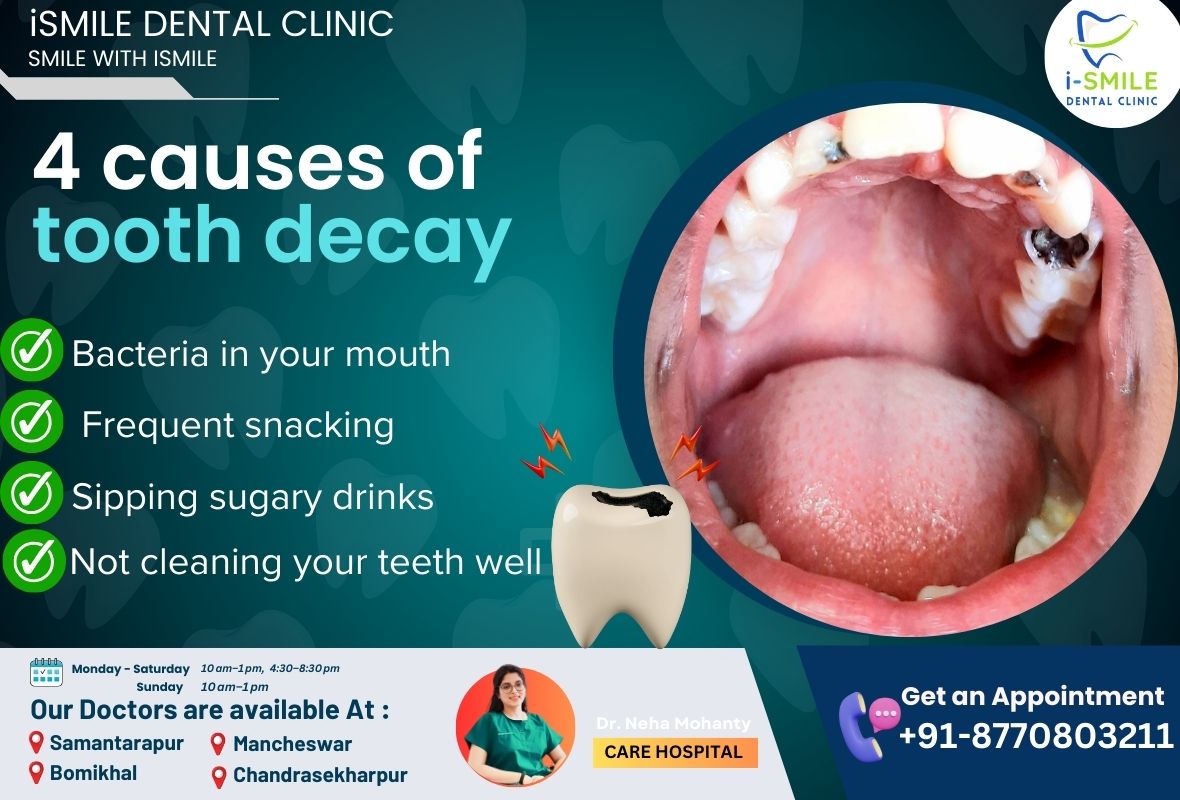 iSMILE DENTAL CLINIC
SMILE WITH ISMILE
i-SMILE
DENTAL CLINIC
4 causes of
tooth decay
Bacteria in your mouth
Frequent snacking
Sipping sugary drinks
Not cleaning your teeth well
Monday - Saturday 10am–1pm, 4:30–8:30pm
Sunday 10am–1pm
Our Doctors are available At :
Samantarapur Mancheswar
Bomikhal Chandrasekharpur
Dr. Neha Mohanty
CARE HOSPITAL
Get an Appointment
+91-8770803211